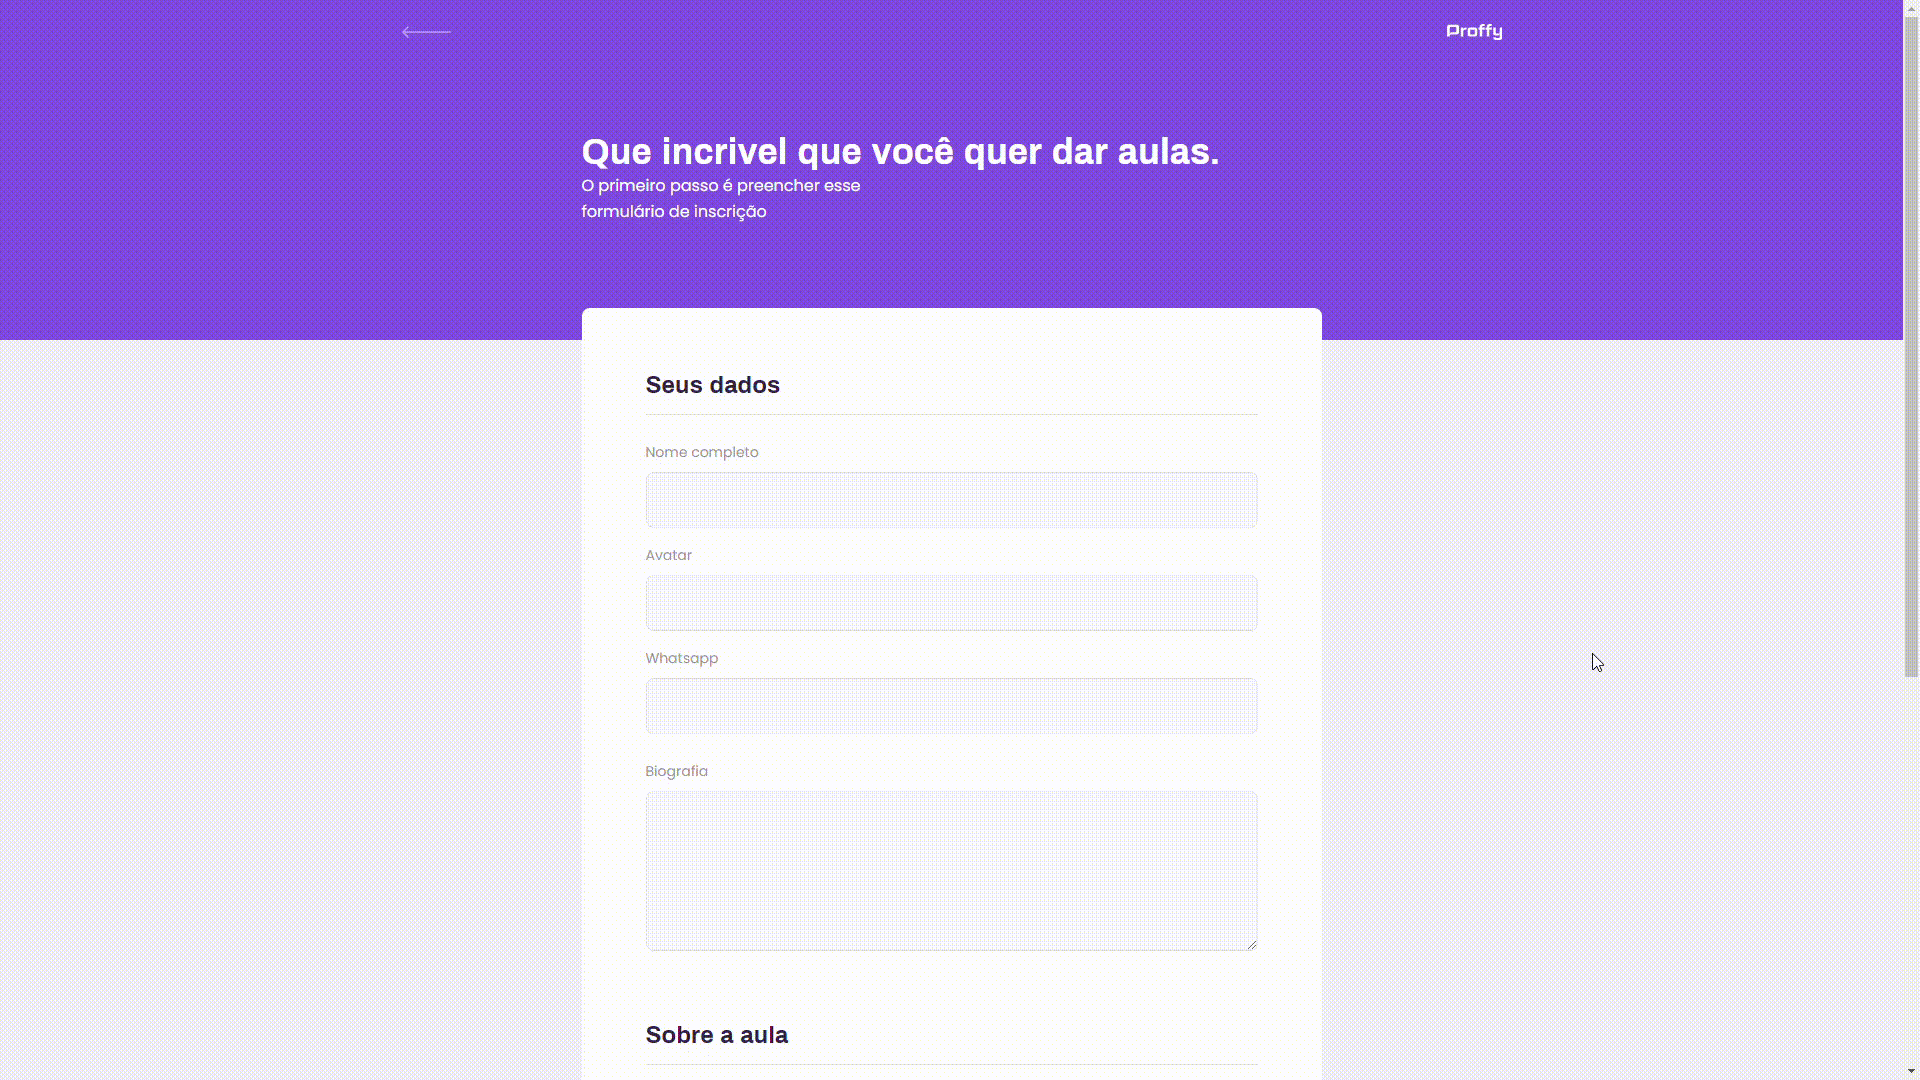 Proffy
Que incrivel que você quer dar aulas.
O primeiro passo é preencher esse
formulário de inscrição
Seus dados
Nome completo
Avatar
Whatsapp
Biografia
Sobre a aula